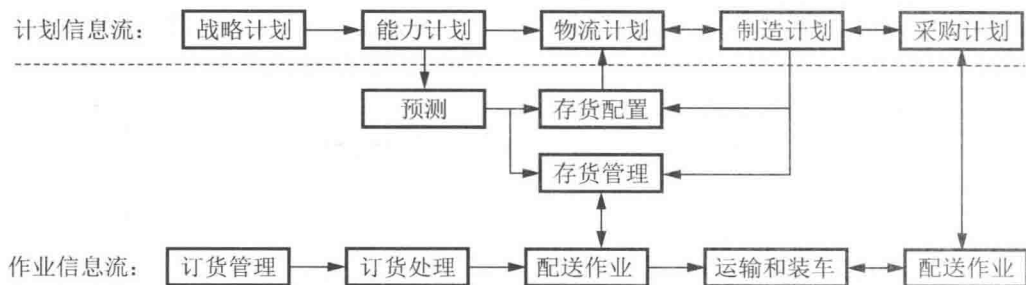 计划信息流： 战略计划 能力计划 物流计划 制造计划 采购计划
预测 存货配置
存货管理
作业信息流： 订货管理 订货处理 配送作业 运输和装车 配送作业